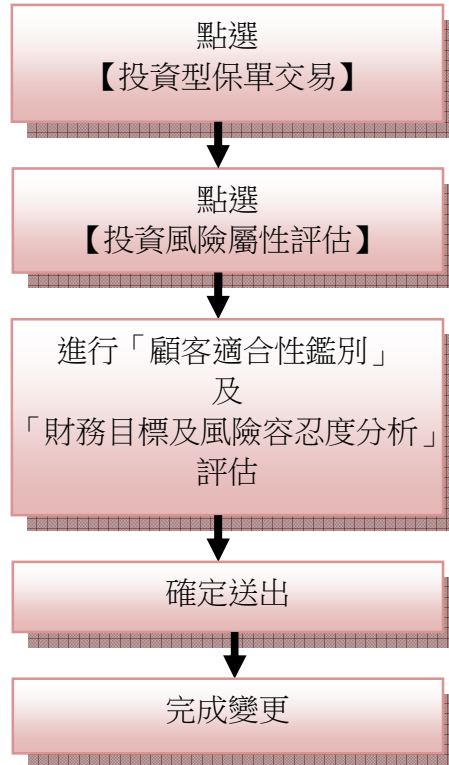 點選
【投資型保單交易】
點選
【投資風險屬性評估】
進行「顧客適合性鑑別」
及
「財務目標及風險容忍度分析」
評估
確定送出
完成變更